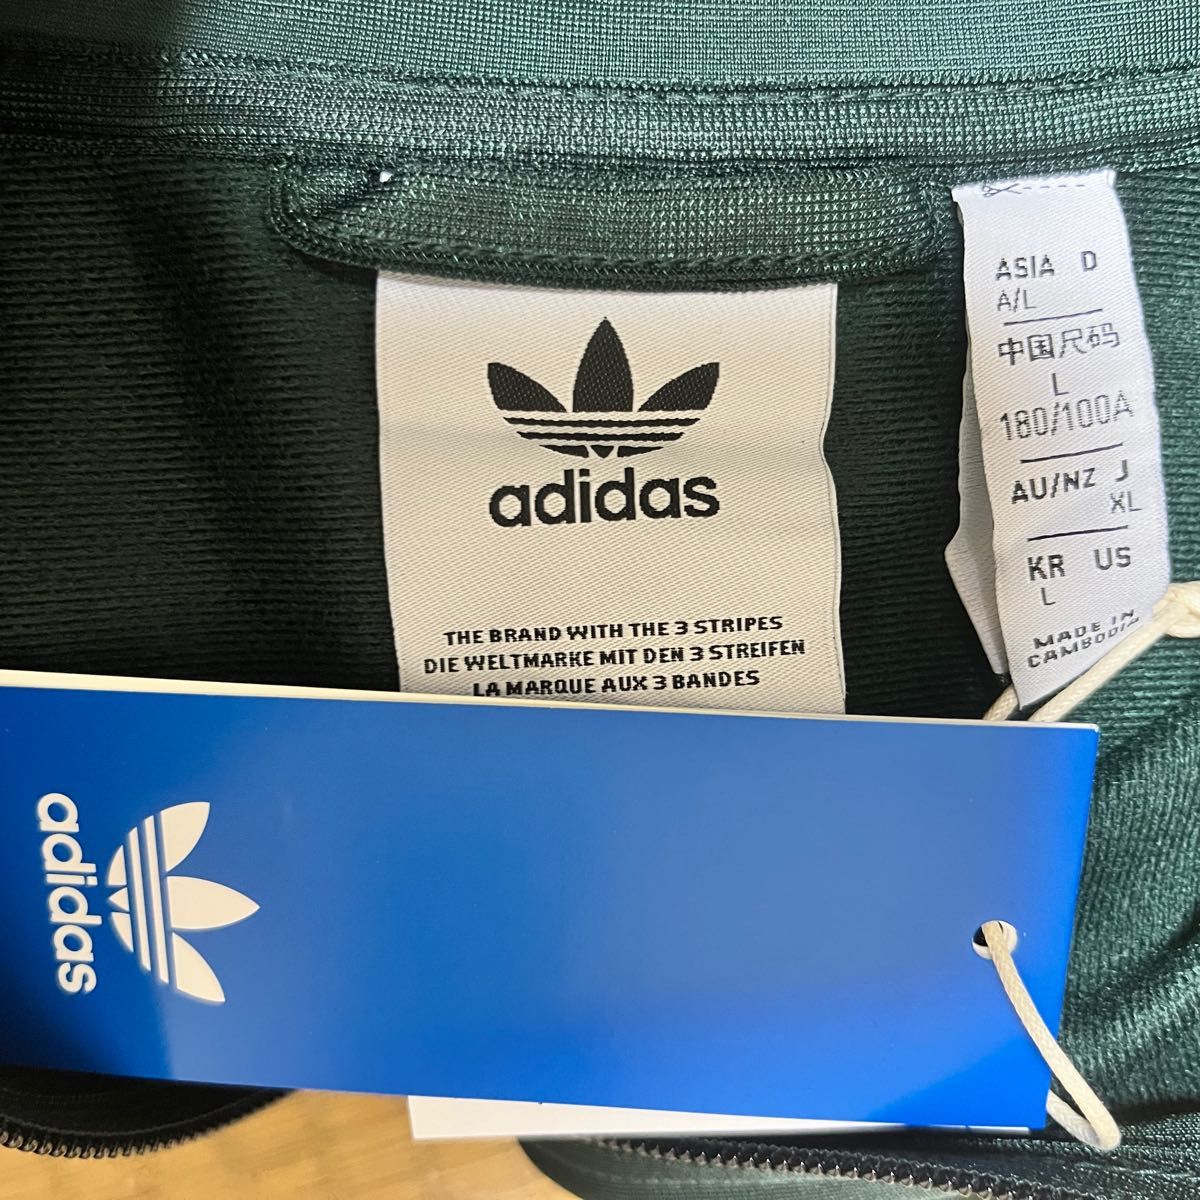 adidas
THE BRAND WITH THE 3 STRIPES
DIE WELTMARKE MIT DEN 3 STREIFEN
LA MARQUE AUX 3 BANDES
ASIA D
A/L
中国尺码
L
180/100A
AU/NZ J
XL
KR US
L
MADE IN
CAMBODIA
adidas